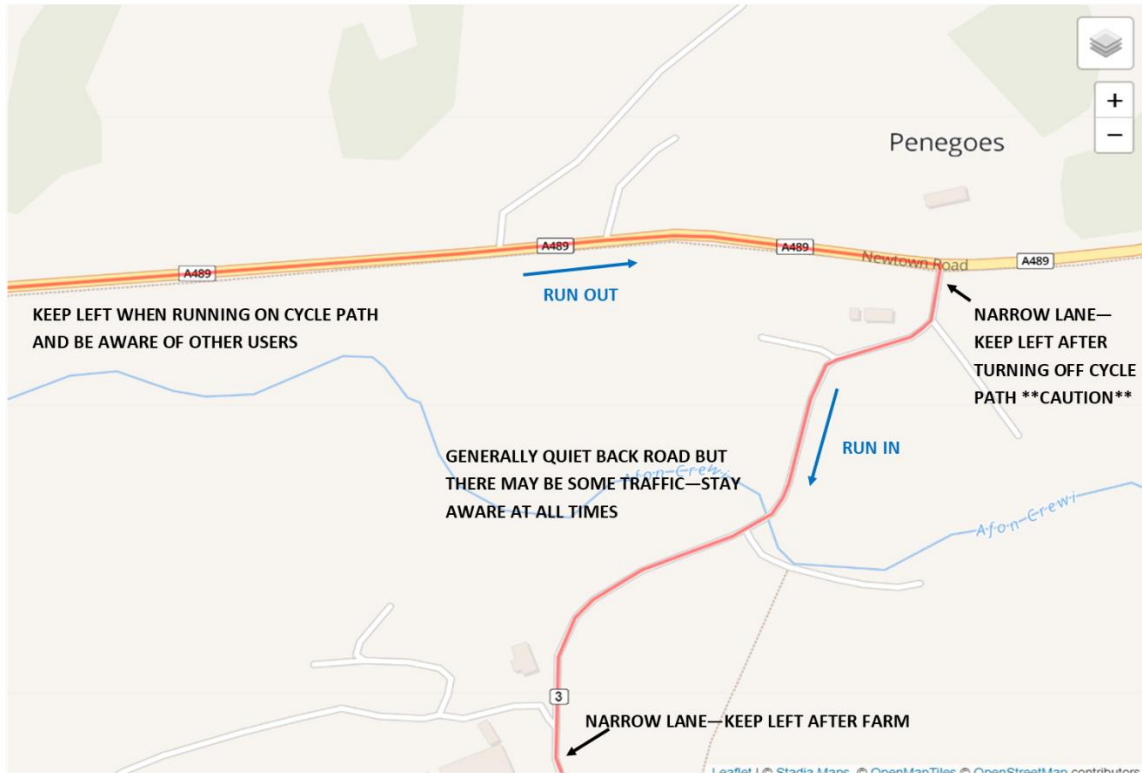 +
−
Penegoes
A489
A489
A489
Newtown Road
A489
RUN OUT
KEEP LEFT WHEN RUNNING ON CYCLE PATH
AND BE AWARE OF OTHER USERS
NARROW LANE—
KEEP LEFT AFTER
TURNING OFF CYCLE
PATH **CAUTION**
RUN IN
GENERALLY QUIET BACK ROAD BUT
THERE MAY BE SOME TRAFFIC—STAY
AWARE AT ALL TIMES
Afon Crewi
Afon Crewi
3
NARROW LANE—KEEP LEFT AFTER FARM
Leaflet | © Stadia Maps, © OpenMapTiles © OpenStreetMap contributors